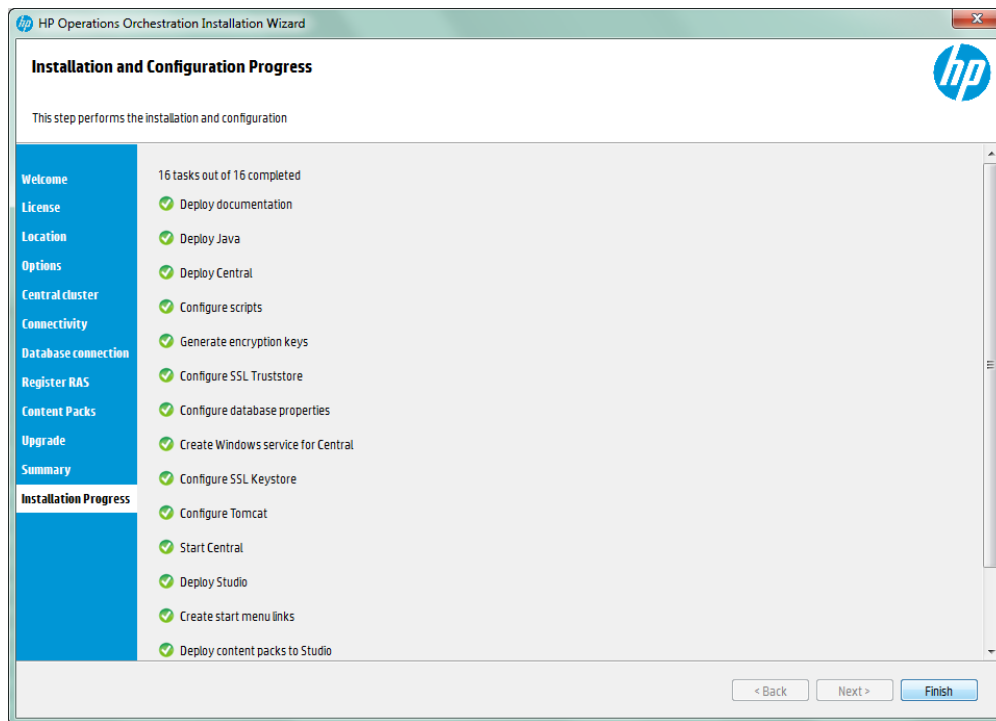 HP Operations Orchestration Installation Wizard
Installation and Configuration Progress
hp
This step performs the installation and configuration
Welcome
License
Location
Options
Central cluster
Connectivity
Database connection
Register RAS
Content Packs
Upgrade
Summary
Installation Progress
16 tasks out of 16 completed
Deploy documentation
Deploy Java
Deploy Central
Configure scripts
Generate encryption keys
Configure SSL Truststore
Configure database properties
Create Windows service for Central
Configure SSL Keystore
Configure Tomcat
Start Central
Deploy Studio
Create start menu links
Deploy content packs to Studio
< Back Next > Finish